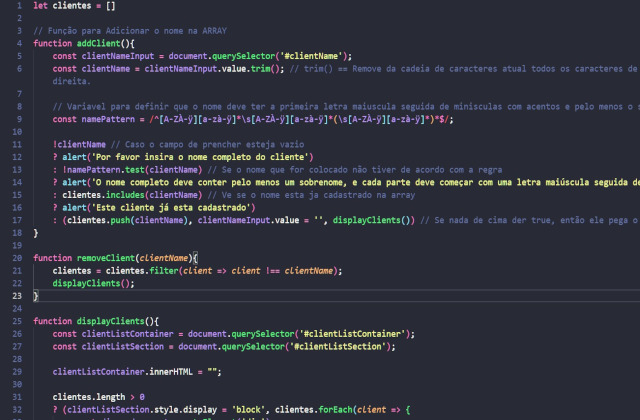 1 let clientes = []
2
3 // Função para Adicionar o nome na ARRAY
4 function addClient(){
5 const clientNameInput = document.querySelector('#clientName');
6 const clientName = clientNameInput.value.trim(); // trim() == Remove da cadeia de caracteres atual todos os caracteres de
direita.
7
8 // Variavel para definir que o nome deve ter a primeira letra maiuscula seguida de minisculas com acentos e pelo menos o s
9 const namePattern = /^[A-ZÀ-ÿ][a-zà-ÿ]*\s[A-ZÀ-ÿ][a-zà-ÿ]*(\s[A-ZÀ-ÿ][a-zà-ÿ]*)*$/;
10
11 !clientName // Caso o campo de prencher esteja vazio
12 ? alert('Por favor insira o nome completo do cliente')
13 : !namePattern.test(clientName) // Se o nome que for colocado não tiver de acordo com a regra
14 ? alert('O nome completo deve conter pelo menos um sobrenome, e cada parte deve começar com uma letra maiúscula seguida de
15 : clientes.includes(clientName) // Ve se o nome esta ja cadastrado na array
16 ? alert('Este cliente já esta cadastrado')
17 : (clientes.push(clientName), clientNameInput.value = '', displayClients()) // Se nada de cima der true, então ele pega o
18 }
19
20 function removeClient(clientName){
21 clientes = clientes.filter(client => client !== clientName);
22 displayClients();
23 }
24
25 function displayClients(){
26 const clientListContainer = document.querySelector('#clientListContainer');
27 const clientListSection = document.querySelector('#clientListSection');
28
29 clientListContainer.innerHTML = "";
30
31 clientes.length > 0
32 ? (clientListSection.style.display = 'block', clientes.forEach(client => {